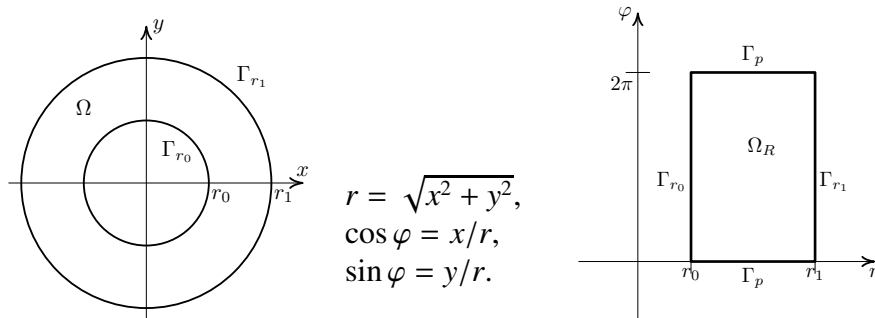 y
Γ_{r_1}
Ω
Γ_{r_0}
x
r_0
r_1
r = √(x² + y²),
cos φ = x/r,
sin φ = y/r.
φ
Γ_p
2π
Ω_R
Γ_{r_0}
Γ_{r_1}
r_0
r_1
r
Γ_p